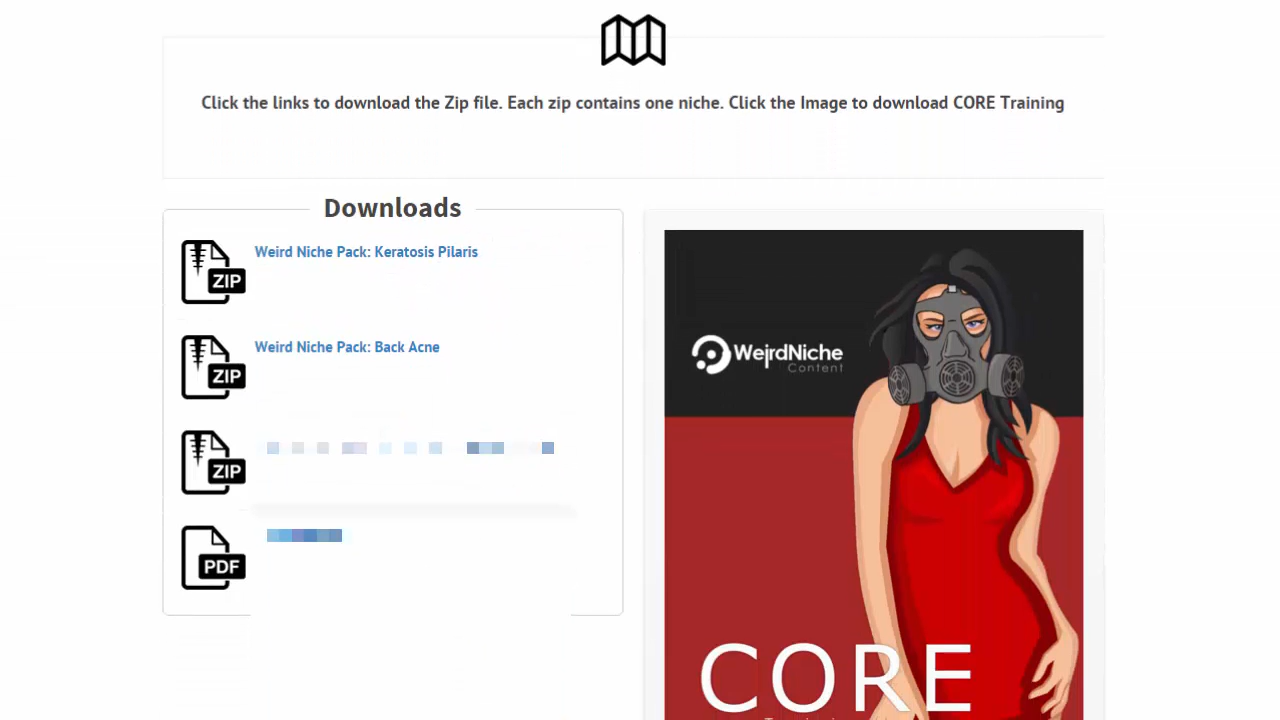 Click the links to download the Zip file. Each zip contains one niche. Click the Image to download CORE Training
Downloads
ZIP
Weird Niche Pack: Keratosis Pilaris
ZIP
Weird Niche Pack: Back Acne
ZIP
PDF
WeirdNiche
Content
CORE